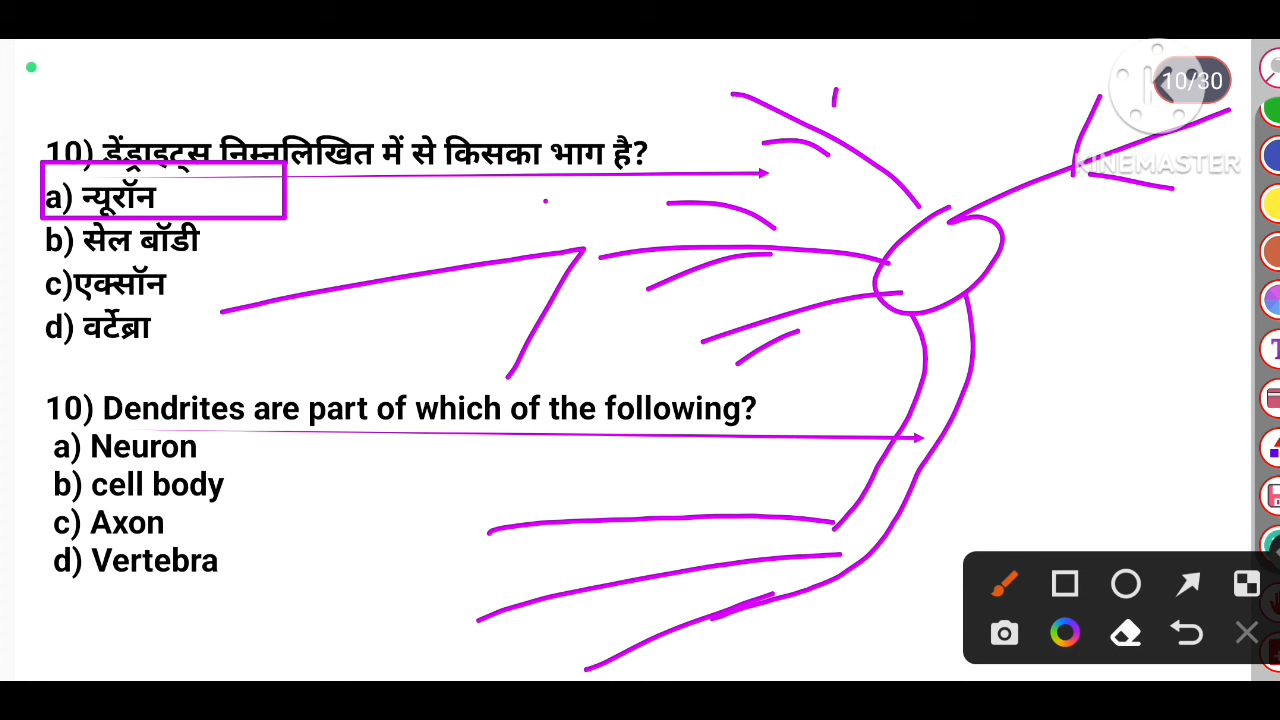 10/30
KINEMASTER
10) डेंड्राइट्स निम्नलिखित में से किसका भाग है?
a) न्यूरॉन
b) सेल बॉडी
c)एक्सॉन
d) वर्टेब्रा
10) Dendrites are part of which of the following?
a) Neuron
b) cell body
c) Axon
d) Vertebra